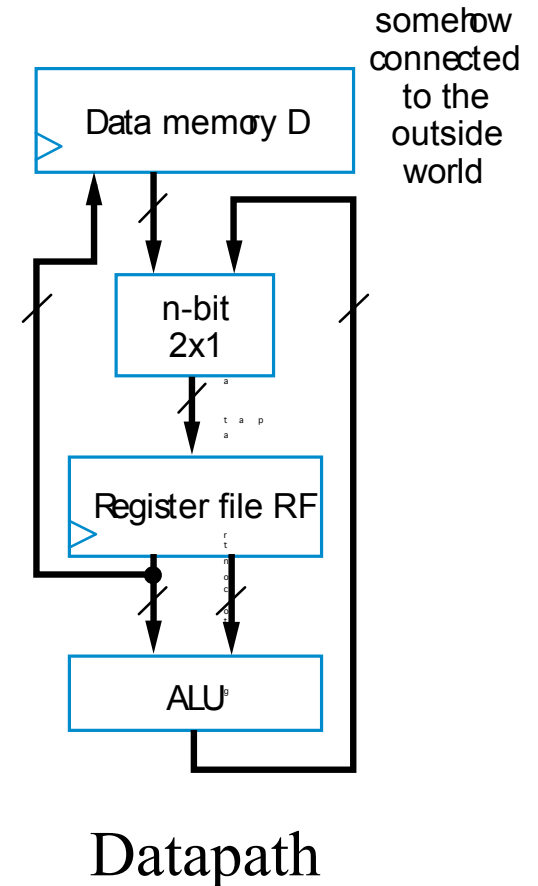 somehow
connected
to the
outside
world
Data memory D
n-bit
2x1
a
t a p
a
Register file RF
r
t
n
o
c
o
t
ALU
g
Datapath